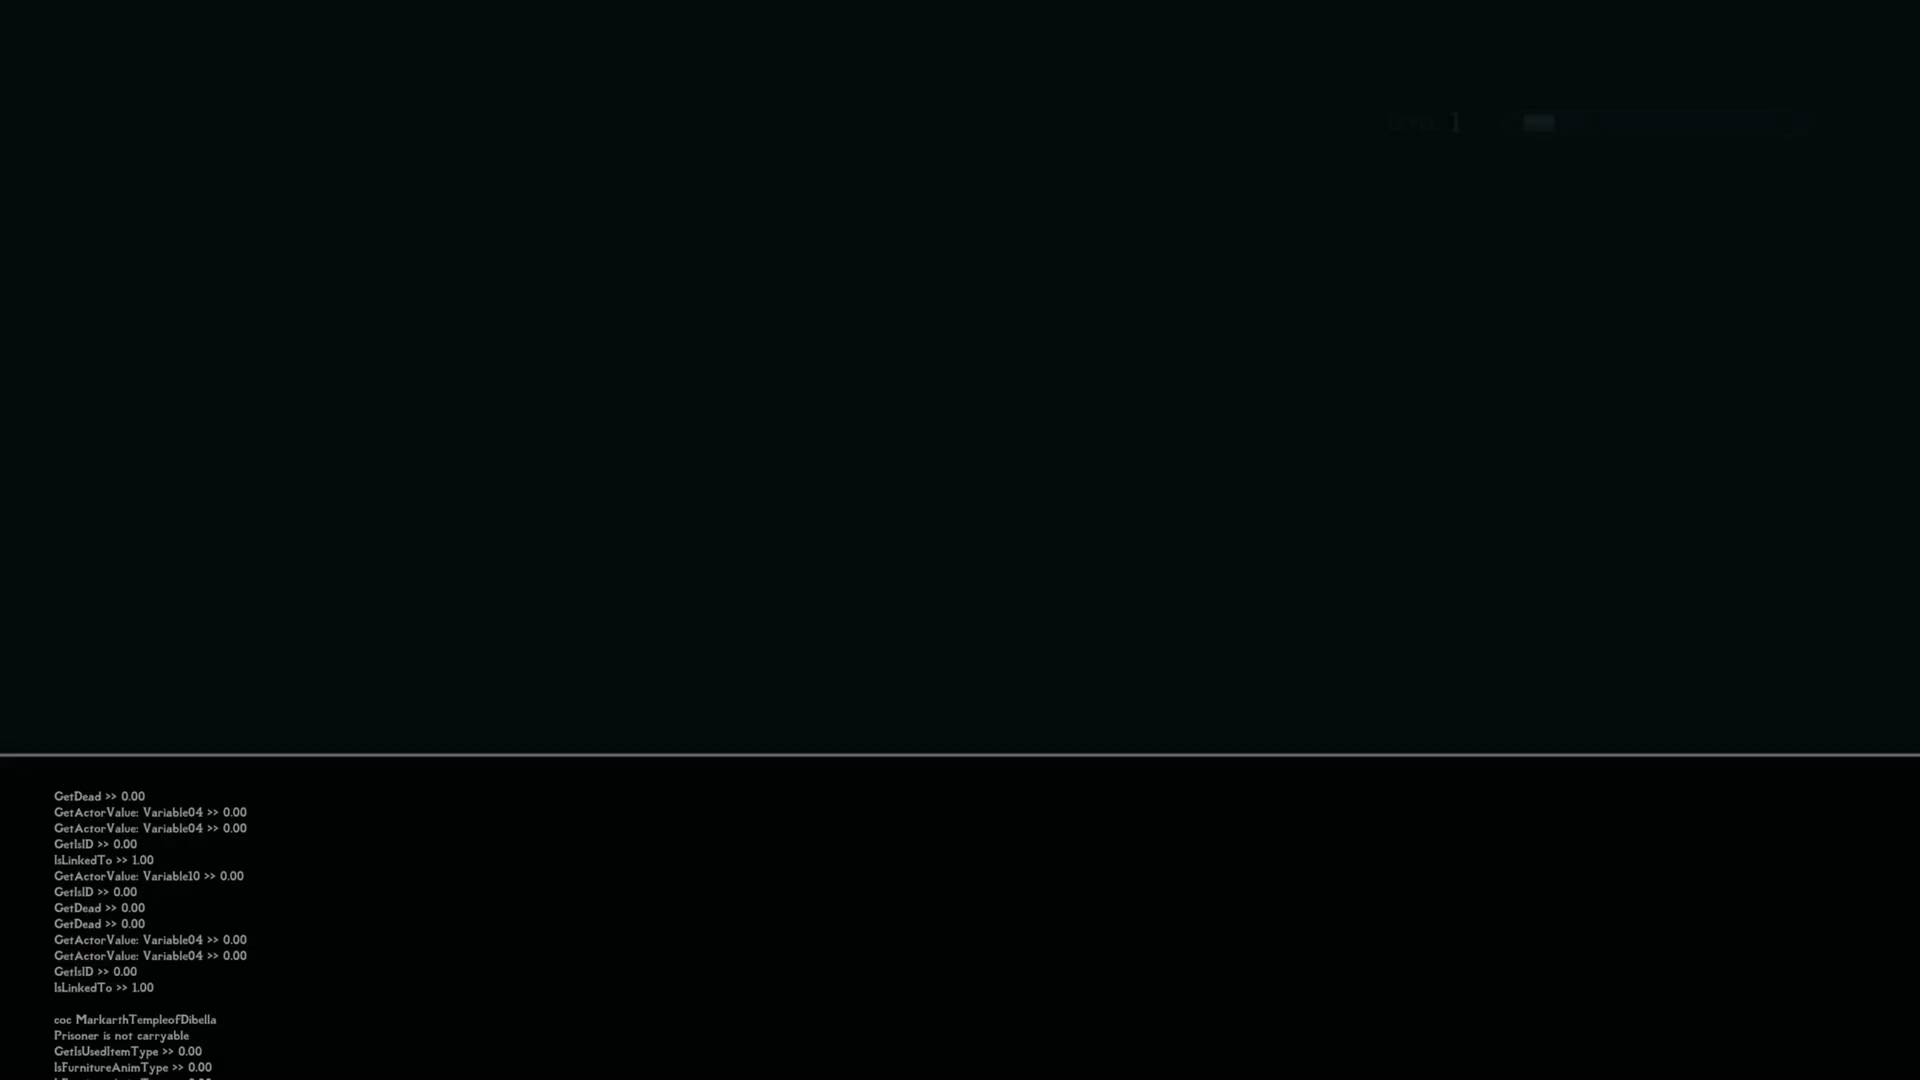 LEVEL 1
GetDead >> 0.00
GetActorValue: Variable04 >> 0.00
GetActorValue: Variable04 >> 0.00
GetIsID >> 0.00
IsLinkedTo >> 1.00
GetActorValue: Variable10 >> 0.00
GetIsID >> 0.00
GetDead >> 0.00
GetDead >> 0.00
GetActorValue: Variable04 >> 0.00
GetActorValue: Variable04 >> 0.00
GetIsID >> 0.00
IsLinkedTo >> 1.00
coc MarkarthTempleofDibella
Prisoner is not carryable
GetIsUsedItemType >> 0.00
IsFurnitureAnimType >> 0.00